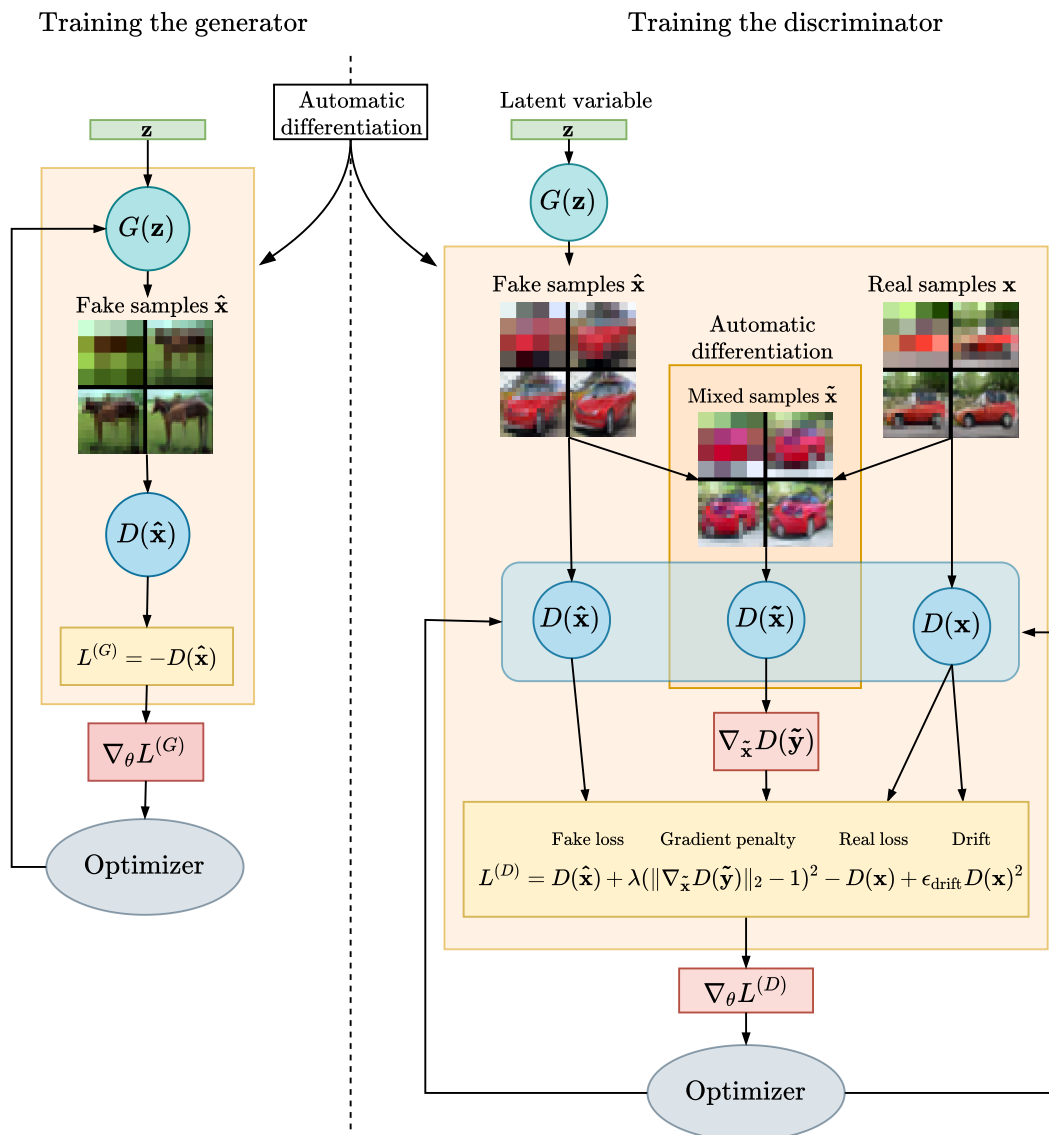 Training the generator
Training the discriminator
Automatic
differentiation
z
G(z)
Fake samples x̂
D(x̂)
L^(G) = −D(x̂)
∇_θ L^(G)
Optimizer
Latent variable
z
G(z)
Fake samples x̂
Real samples x
Automatic
differentiation
Mixed samples x̃
D(x̂)
D(x̃)
D(x)
∇_x̃ D(ỹ)
Fake loss
Gradient penalty
Real loss
Drift
L^(D) = D(x̂) + λ(‖∇_x̃ D(ỹ)‖₂ − 1)² − D(x) + ϵ_drift D(x)²
∇_θ L^(D)
Optimizer